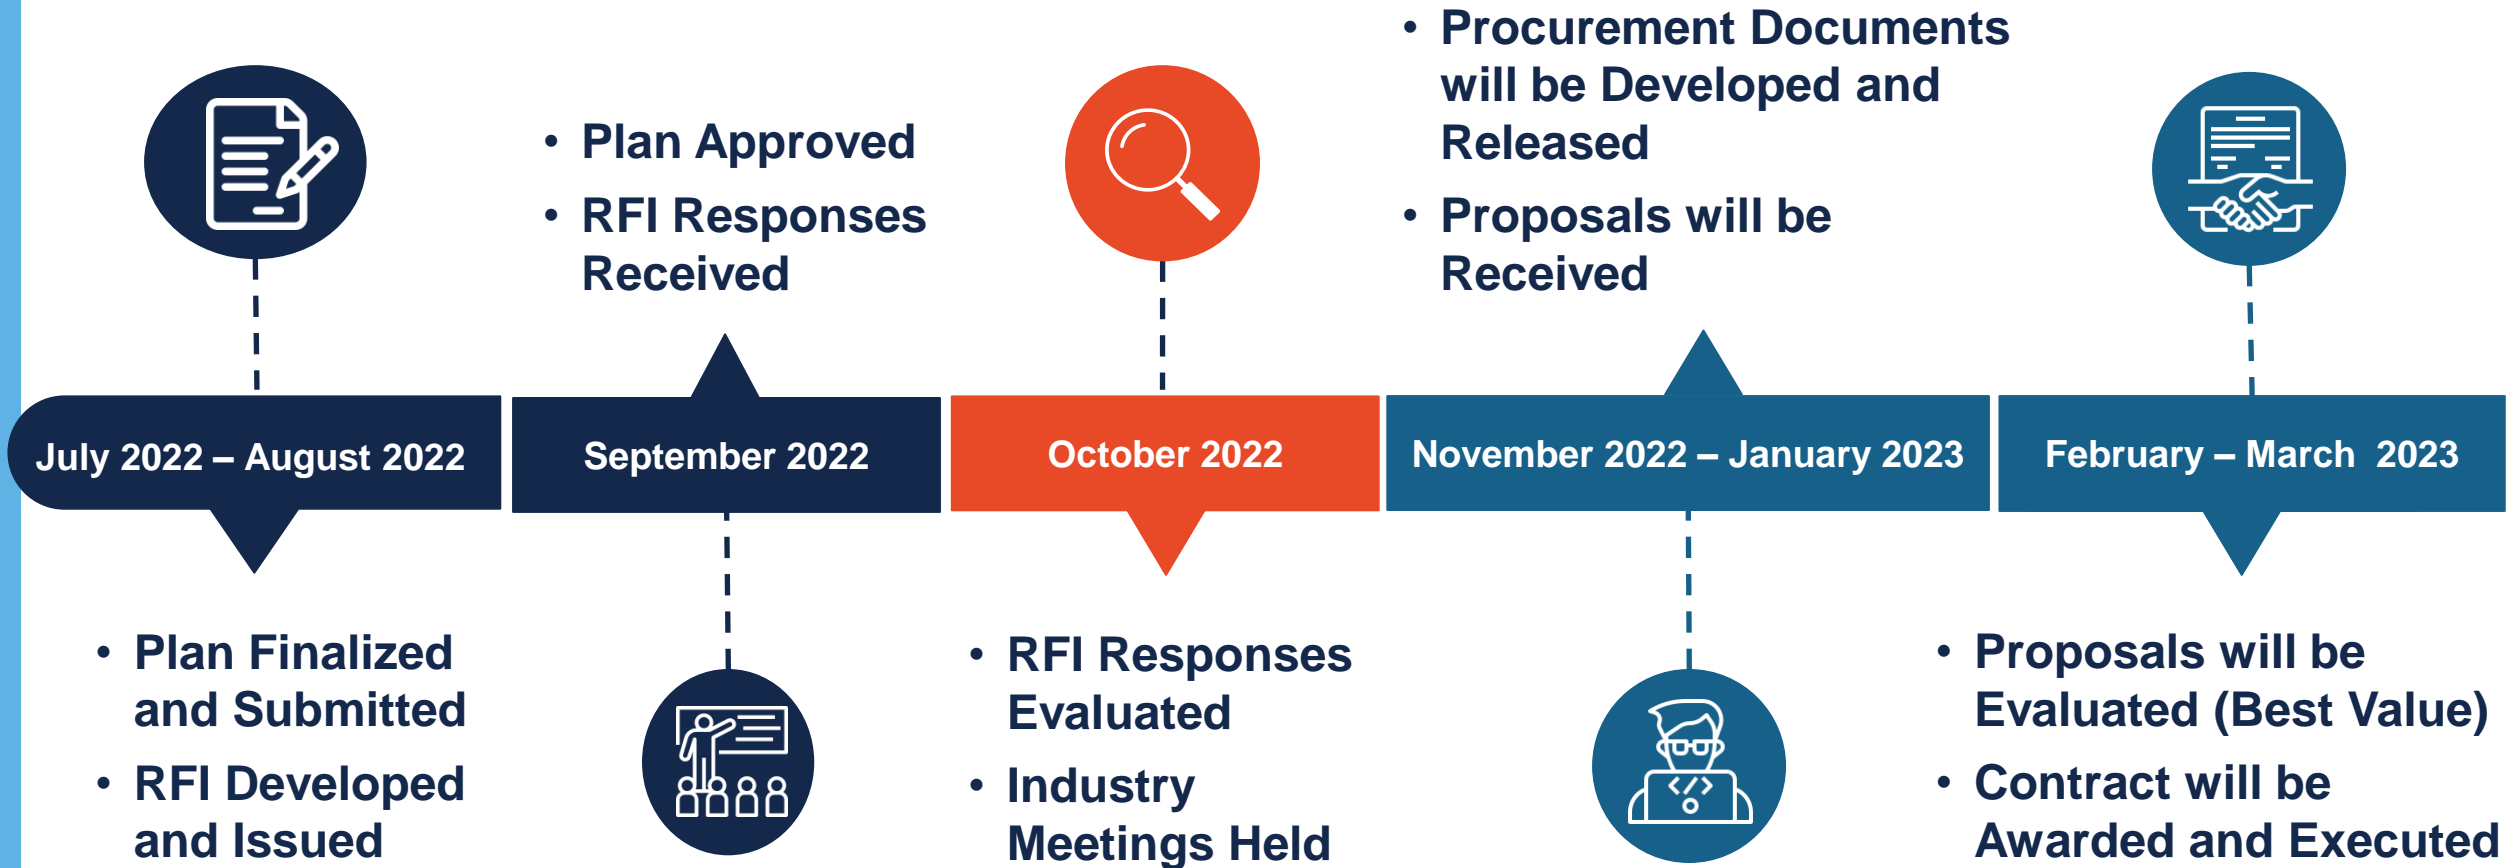 July 2022 – August 2022
• Plan Finalized
and Submitted
• RFI Developed
and Issued
• Plan Approved
• RFI Responses
Received
September 2022
October 2022
• RFI Responses
Evaluated
• Industry
Meetings Held
• Procurement Documents
will be Developed and
Released
• Proposals will be
Received
November 2022 – January 2023
</>
February – March  2023
• Proposals will be
Evaluated (Best Value)
• Contract will be
Awarded and Executed